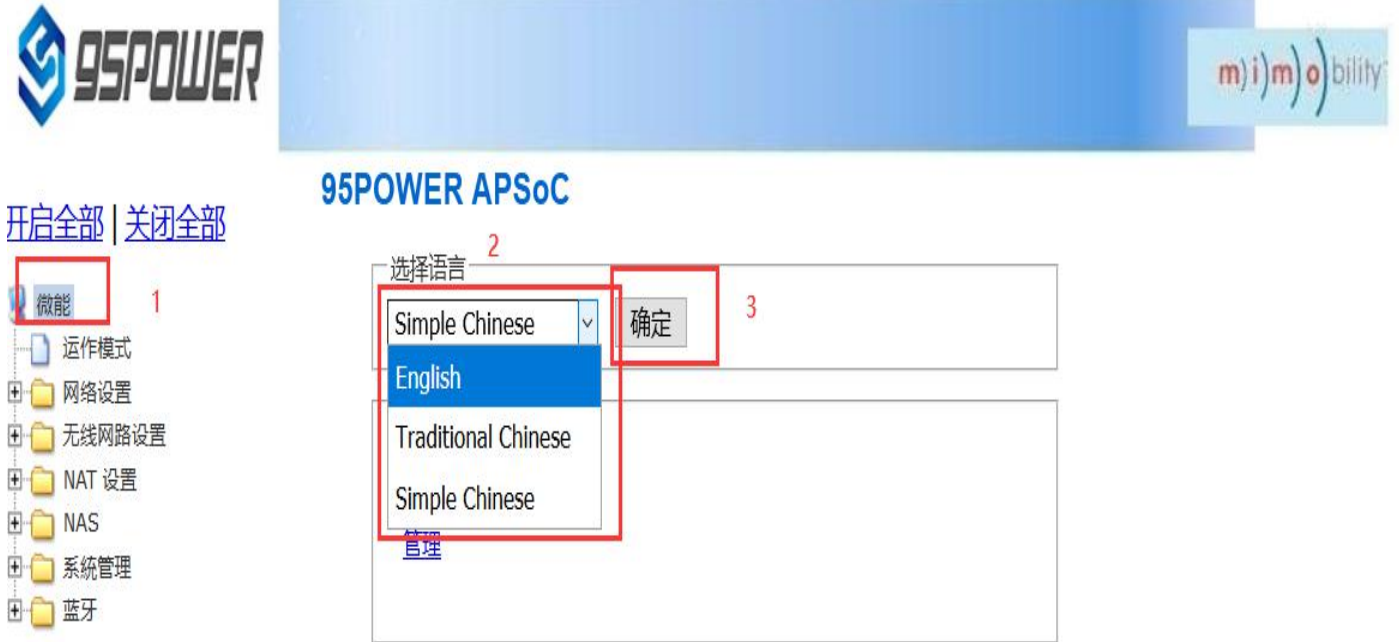 95POWER
m)i)m)o)bility
95POWER APSoC
开启全部 | 关闭全部
微能
1
运作模式
网络设置
无线网路设置
NAT 设置
NAS
系统管理
蓝牙
选择语言
2
Simple Chinese
确定
3
English
Traditional Chinese
Simple Chinese
管理